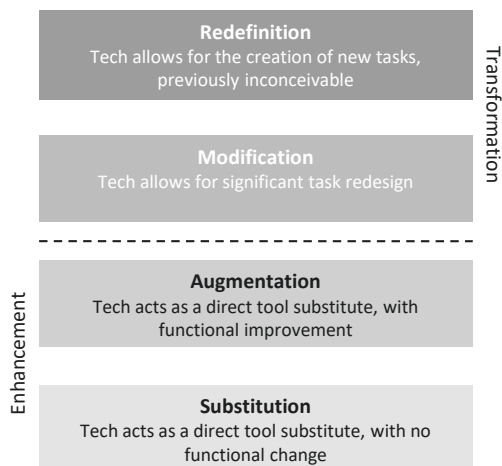 Redefinition
Tech allows for the creation of new tasks,
previously inconceivable
Transformation
Modification
Tech allows for significant task redesign
Enhancement
Augmentation
Tech acts as a direct tool substitute, with
functional improvement
Substitution
Tech acts as a direct tool substitute, with no
functional change